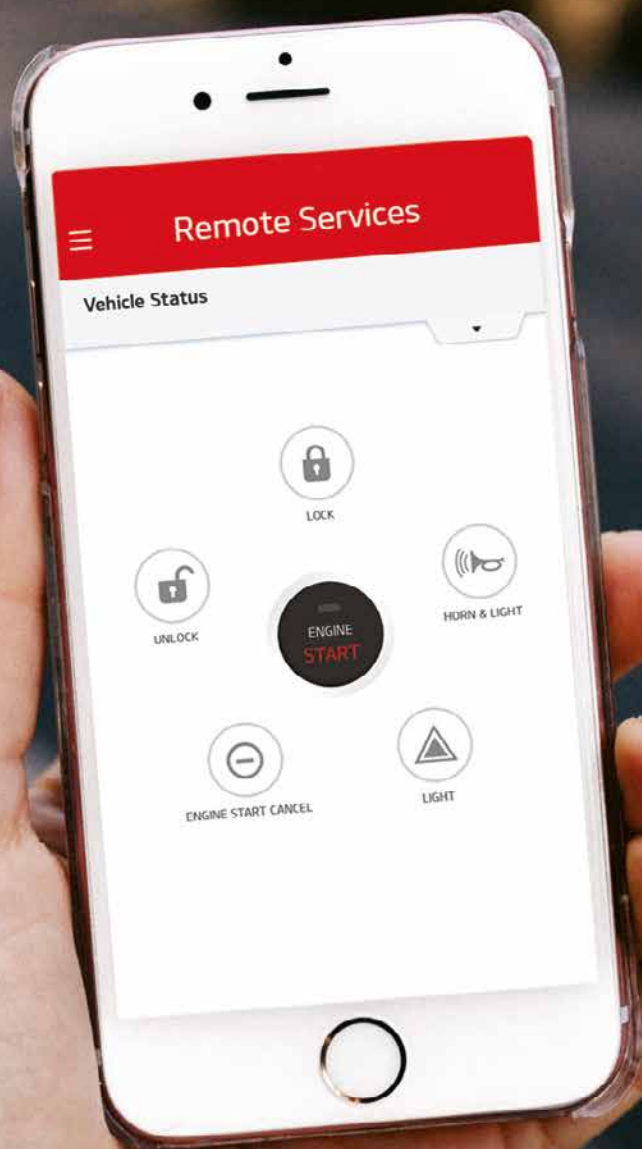 Remote Services
Vehicle Status
LOCK
HORN & LIGHT
UNLOCK
ENGINE
START
LIGHT
ENGINE START CANCEL